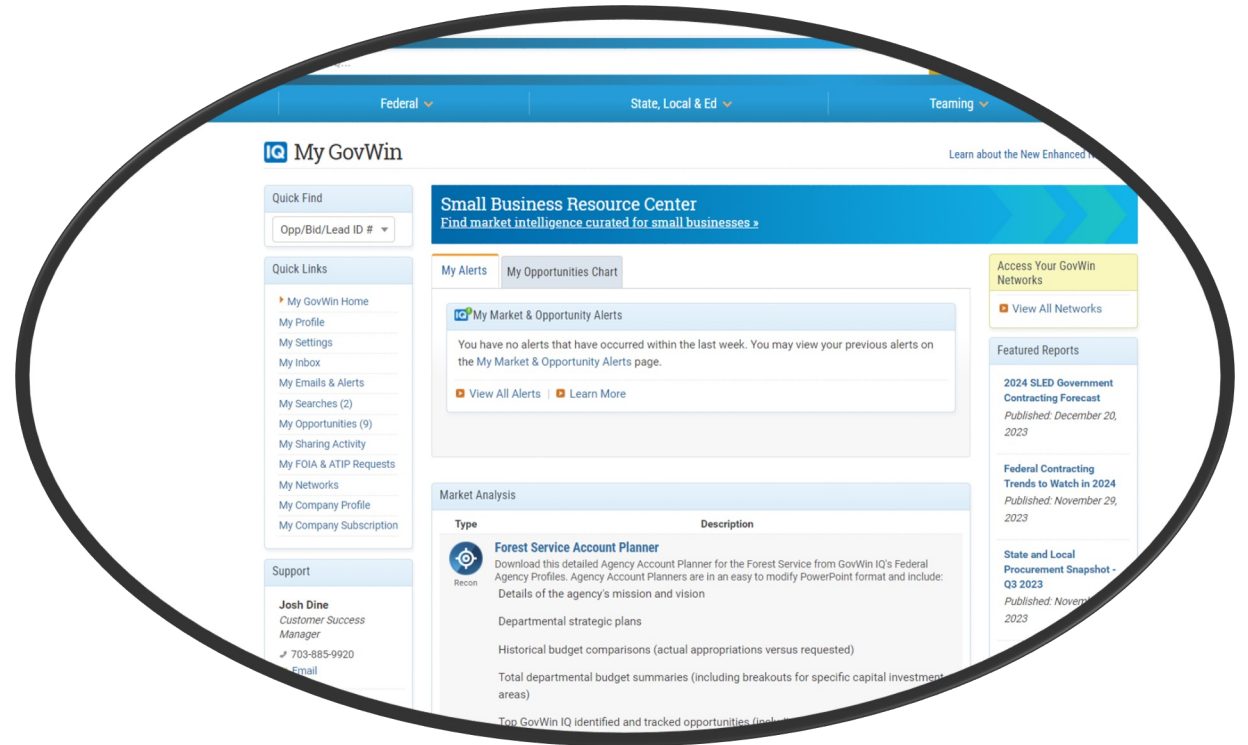 Federal
State, Local & Ed
Teaming
IQ My GovWin
Learn about the New Enhanced
Quick Find
Opp/Bid/Lead ID #
Quick Links
My GovWin Home
My Profile
My Settings
My Inbox
My Emails & Alerts
My Searches (2)
My Opportunities (9)
My Sharing Activity
My FOIA & ATIP Requests
My Networks
My Company Profile
My Company Subscription
Support
Josh Dine
Customer Success
Manager
703-885-9920
Email
Small Business Resource Center
Find market intelligence curated for small businesses »
My Alerts
My Opportunities Chart
IQ My Market & Opportunity Alerts
You have no alerts that have occurred within the last week. You may view your previous alerts on
the My Market & Opportunity Alerts page.
View All Alerts | Learn More
Market Analysis
Type Description
Recon
Forest Service Account Planner
Download this detailed Agency Account Planner for the Forest Service from GovWin IQ's Federal
Agency Profiles. Agency Account Planners are in an easy to modify PowerPoint format and include:
Details of the agency's mission and vision
Departmental strategic plans
Historical budget comparisons (actual appropriations versus requested)
Total departmental budget summaries (including breakouts for specific capital investment
areas)
Top GovWin IQ identified and tracked opportunities
Access Your GovWin
Networks
View All Networks
Featured Reports
2024 SLED Government
Contracting Forecast
Published: December 20,
2023
Federal Contracting
Trends to Watch in 2024
Published: November 29,
2023
State and Local
Procurement Snapshot -
Q3 2023
Published:
2023